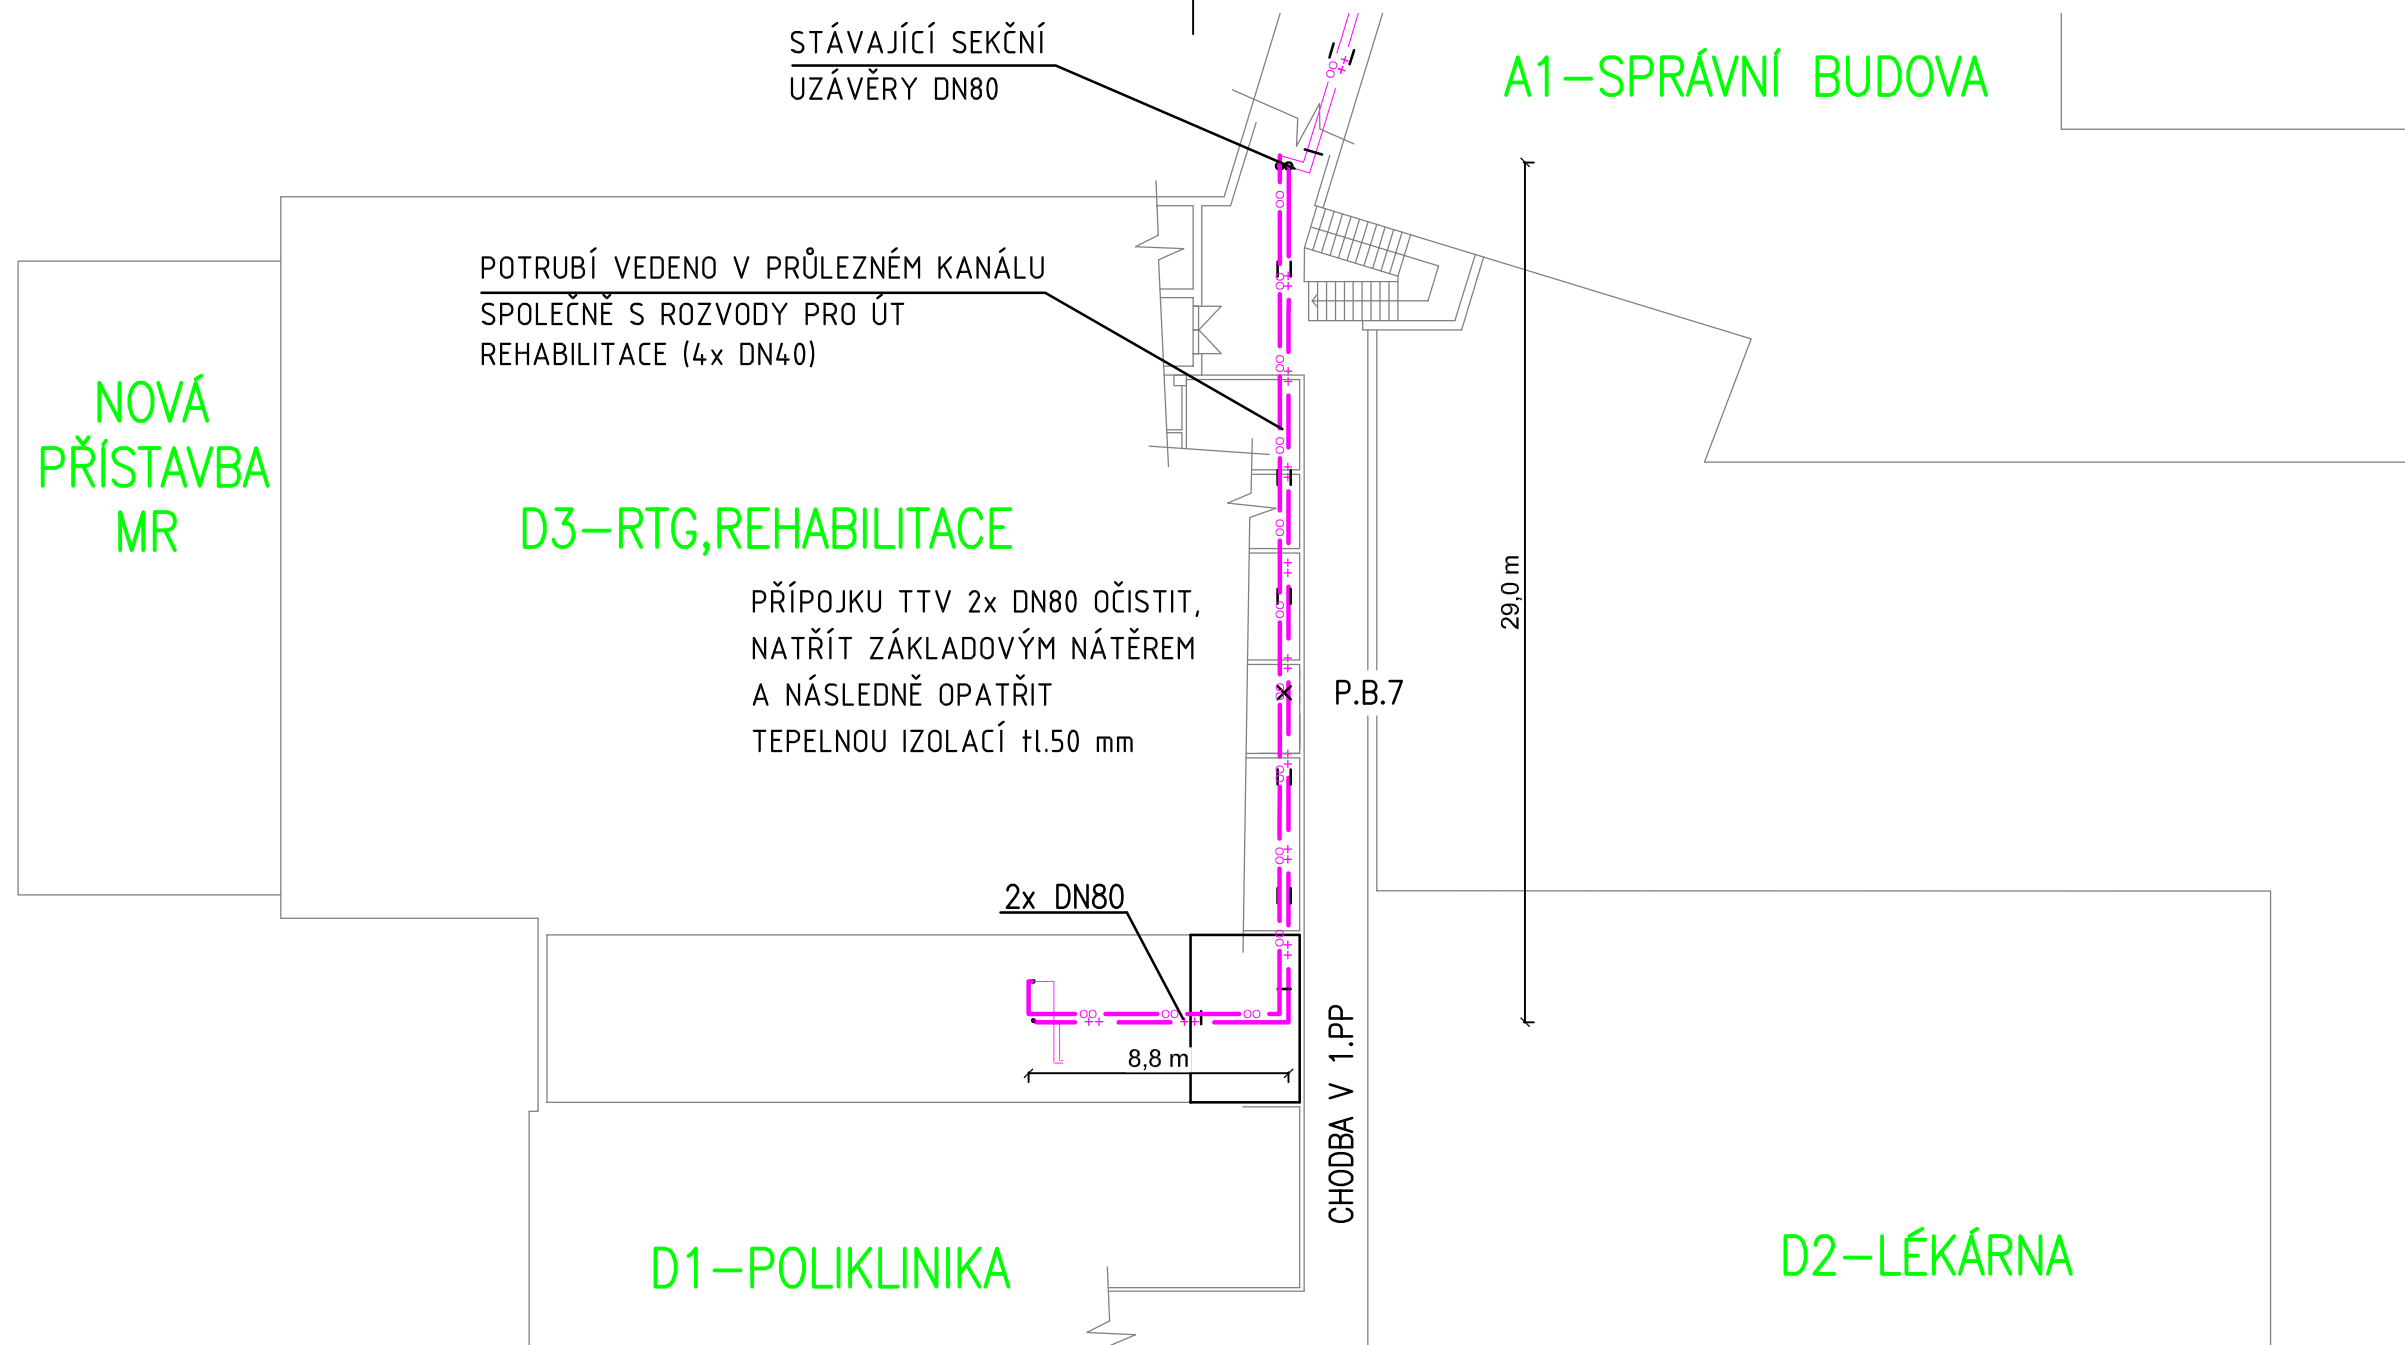 STÁVAJÍCÍ SEKČNÍ
UZÁVĚRY DN80
A1-SPRÁVNÍ BUDOVA
POTRUBÍ VEDENO V PRŮLEZNÉM KANÁLU
SPOLEČNĚ S ROZVODY PRO ÚT
REHABILITACE (4x DN40)
NOVÁ
PŘÍSTAVBA
MR
D3-RTG,REHABILITACE
PŘÍPOJKU TTV 2x DN80 OČISTIT,
NATŘÍT ZÁKLADOVÝM NÁTĚREM
A NÁSLEDNĚ OPATŘIT
TEPELNOU IZOLACÍ tl.50 mm
29,0 m
P.B.7
2x DN80
8,8 m
CHODBA V 1.PP
D1-POLIKLINIKA
D2-LÉKÁRNA